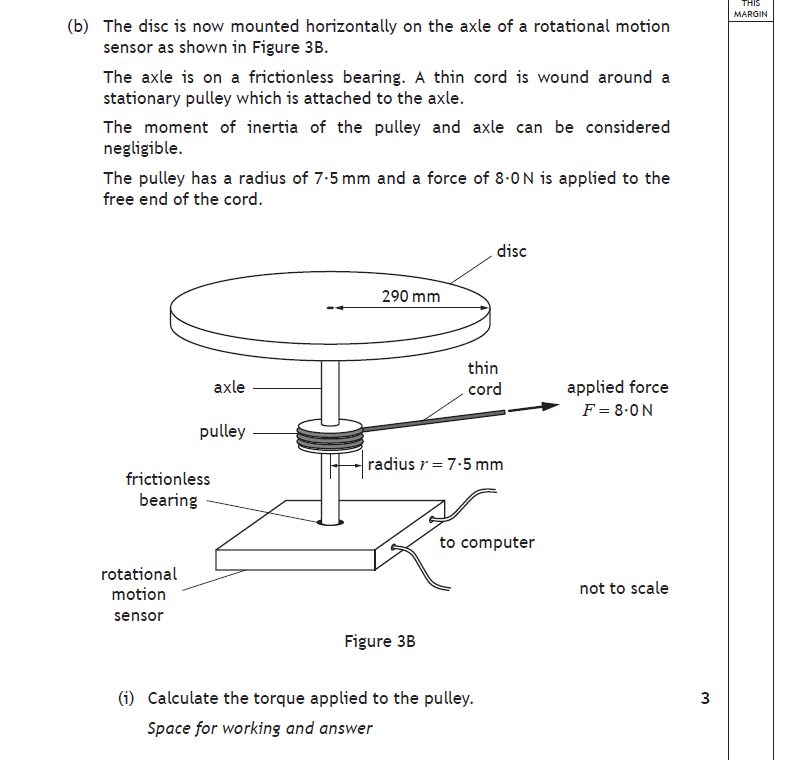 THIS
MARGIN
(b) The disc is now mounted horizontally on the axle of a rotational motion
sensor as shown in Figure 3B.
The axle is on a frictionless bearing. A thin cord is wound around a
stationary pulley which is attached to the axle.
The moment of inertia of the pulley and axle can be considered
negligible.
The pulley has a radius of 7·5 mm and a force of 8·0 N is applied to the
free end of the cord.
disc
290 mm
thin
cord
axle
applied force
F = 8·0 N
pulley
radius r = 7·5 mm
frictionless
bearing
to computer
rotational
motion
sensor
not to scale
Figure 3B
(i) Calculate the torque applied to the pulley.
3
Space for working and answer